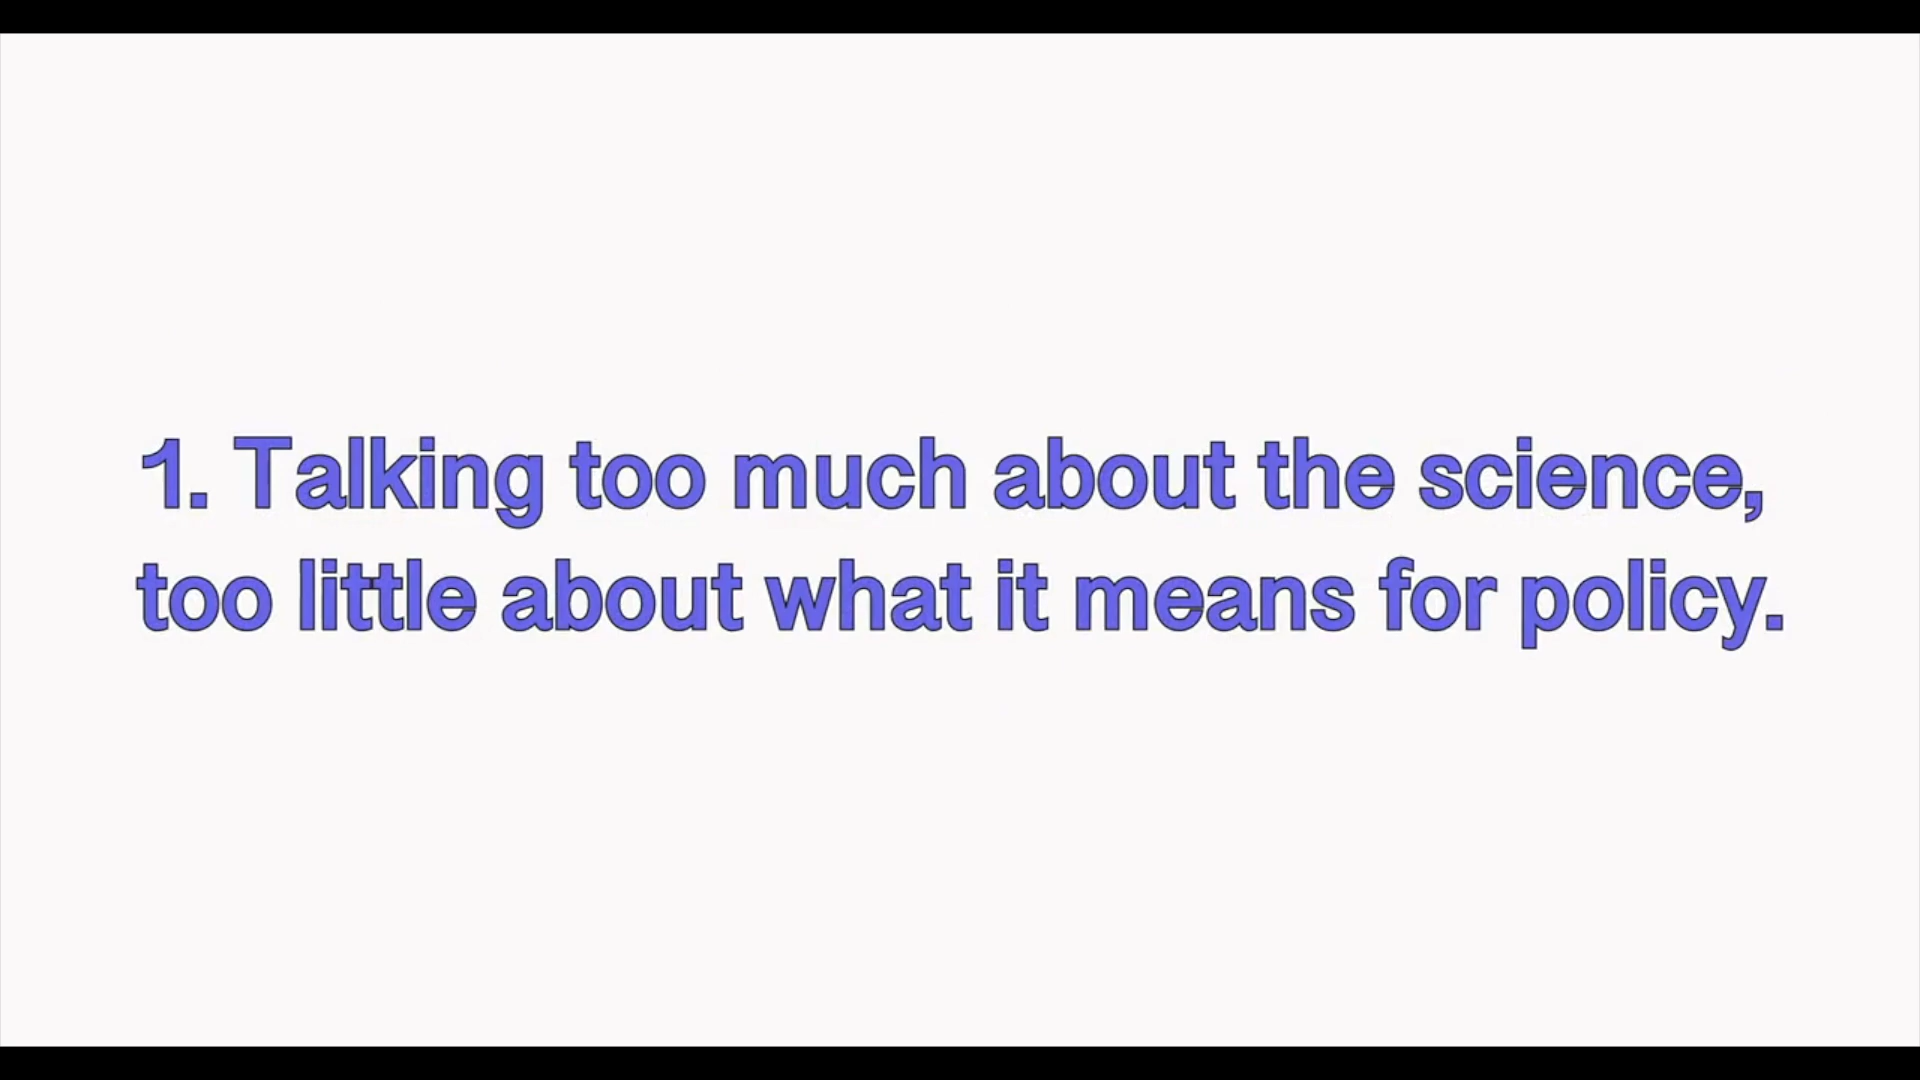 1. Talking too much about the science,
too little about what it means for policy.